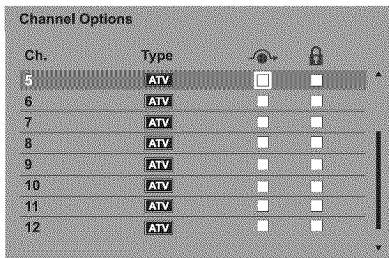 Channel Options
Ch. Type
5 ATV
6 ATV
7 ATV
8 ATV
9 ATV
10 ATV
11 ATV
12 ATV